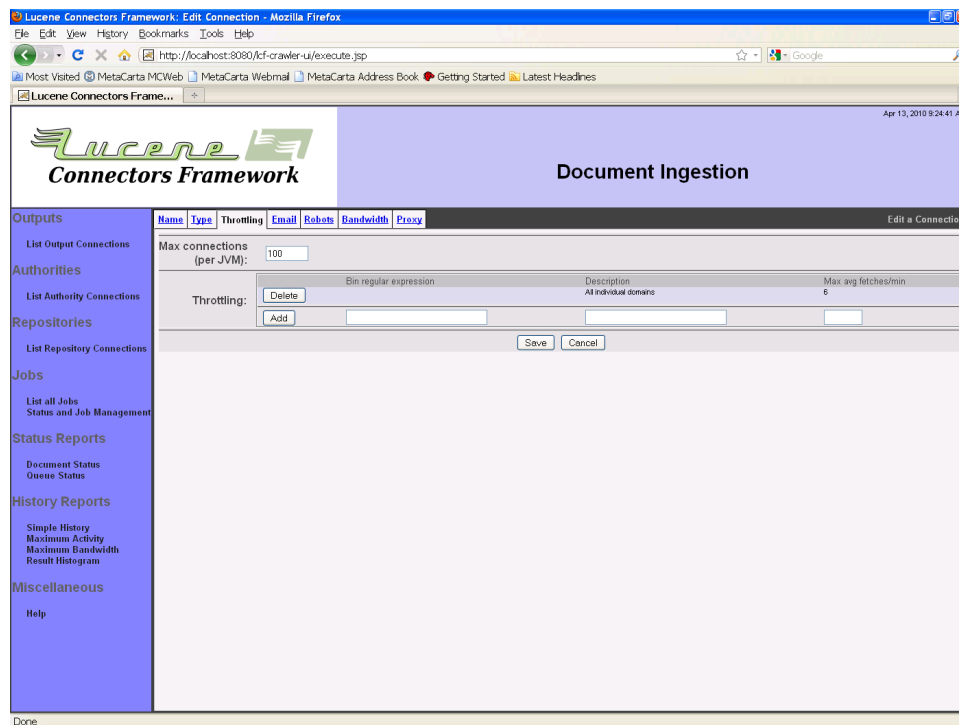 Lucene Connectors Framework: Edit Connection - Mozilla Firefox
File Edit View History Bookmarks Tools Help
http://localhost:8080/lcf-crawler-ui/execute.jsp
Google
Most Visited MetaCarta MCWeb MetaCarta Webmail MetaCarta Address Book Getting Started Latest Headlines
Lucene Connectors Frame...
Apr 13, 2010 9:24:41 A
Lucene
Connectors Framework
Document Ingestion
Outputs
List Output Connections
Authorities
List Authority Connections
Repositories
List Repository Connections
Jobs
List all Jobs
Status and Job Management
Status Reports
Document Status
Queue Status
History Reports
Simple History
Maximum Activity
Maximum Bandwidth
Result Histogram
Miscellaneous
Help
Name Type Throttling Email Robots Bandwidth Proxy
Edit a Connectio
Max connections
(per JVM):
100
Throttling:
Bin regular expression Description Max avg fetches/min
Delete All individual domains 6
Add
Save Cancel
Done